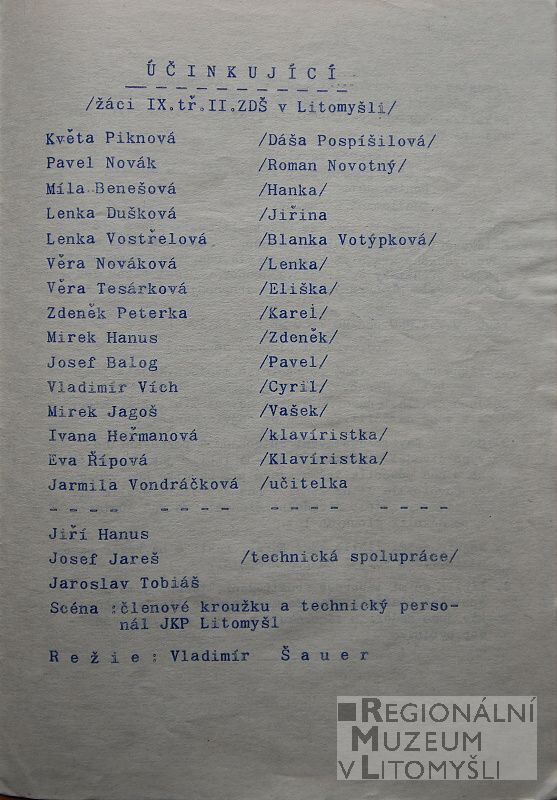 Ú Č I N K U J Í C Í
/žáci IX.tř.II.ZDŠ v Litomyšli/
Květa Piknová /Dáša Pospíšilová/
Pavel Novák /Roman Novotný/
Míla Benešová /Hanka/
Lenka Dušková /Jiřina
Lenka Vostřelová /Blanka Votýpková/
Věra Nováková /Lenka/
Věra Tesárková /Eliška/
Zdeněk Peterka /Karel/
Mirek Hanus /Zdeněk/
Josef Balog /Pavel/
Vladimír Vích /Cyril/
Mirek Jagoš /Vašek/
Ivana Heřmanová /klavíristka/
Eva Řípová /Klavíristka/
Jarmila Vondráčková /učitelka
- - - - - - - - - - - - - - - -
Jiří Hanus
Josef Jareš /technická spolupráce/
Jaroslav Tobiáš
Scéna :členové kroužku a technický perso-
nál JKP Litomyšl
R e ž i e : Vladimír Š a u e r
REGIONÁLNÍ
MUZEUM
V LITOMYŠLI